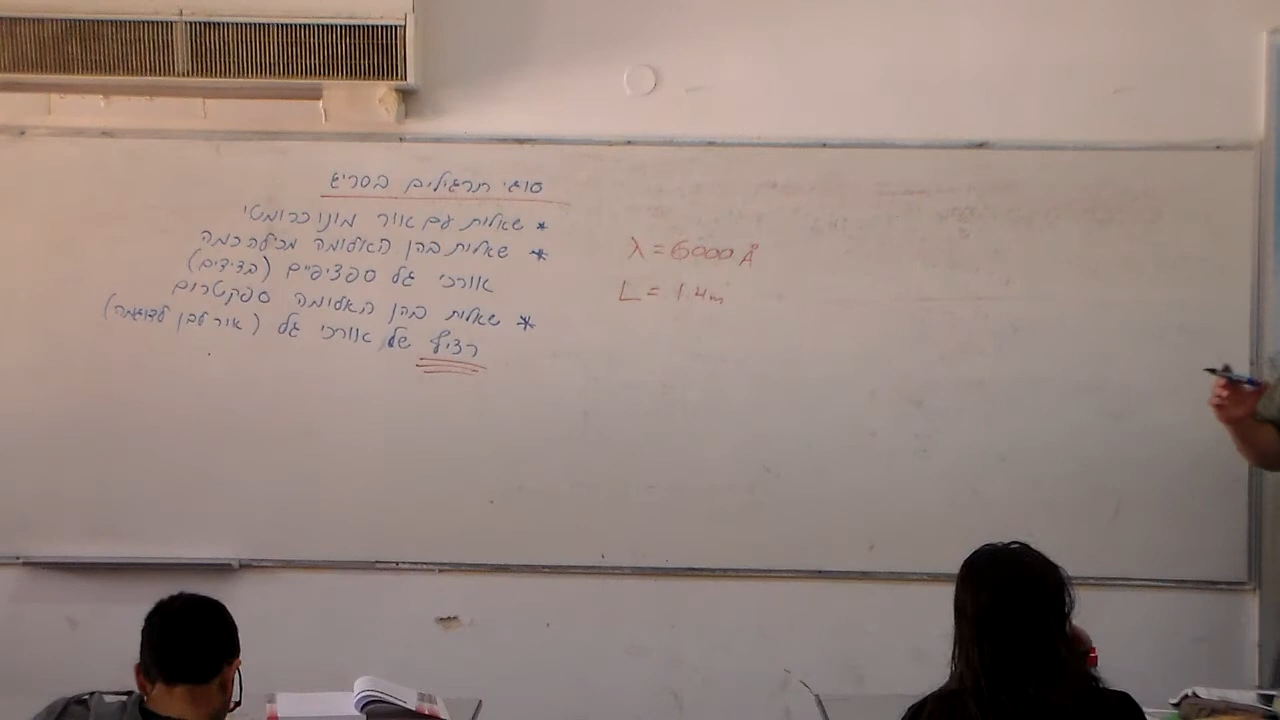 סוגי תרגילים בסריג
* שאלות עם אור מונוכרומטי
* שאלות בהן האלומה מכילה כמה
אורכי גל ספציפיים (בדידים)
* שאלות בהן האלומה ספקטרום
רציף של אורכי גל (אור לבן לדוגמה)
λ = 6000 Å
L = 1.4m